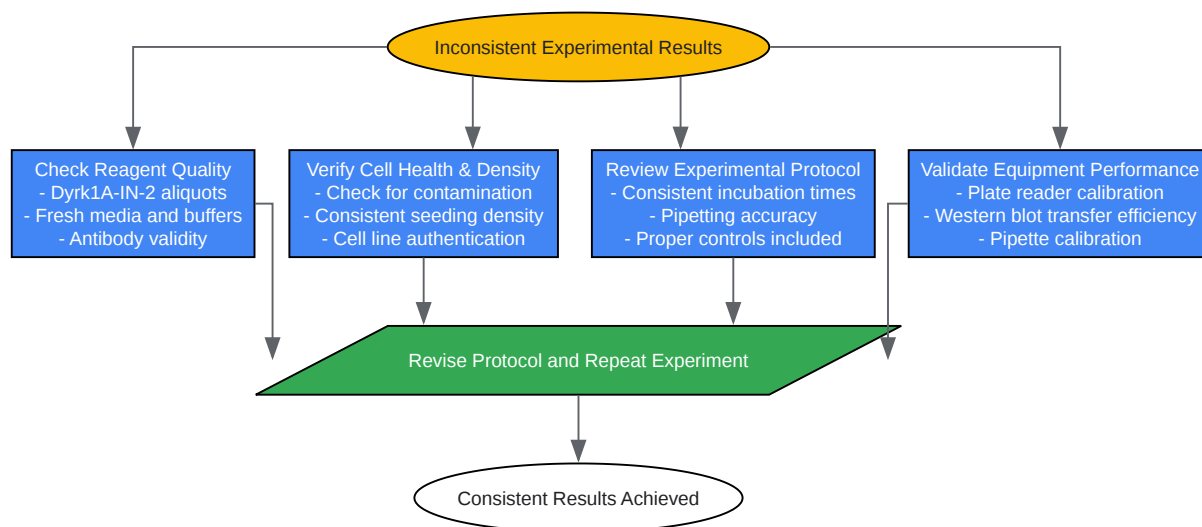 Inconsistent Experimental Results
Check Reagent Quality
- Dyrk1A-IN-2 aliquots
- Fresh media and buffers
- Antibody validity
Verify Cell Health & Density
- Check for contamination
- Consistent seeding density
- Cell line authentication
Review Experimental Protocol
- Consistent incubation times
- Pipetting accuracy
- Proper controls included
Validate Equipment Performance
- Plate reader calibration
- Western blot transfer efficiency
- Pipette calibration
Revise Protocol and Repeat Experiment
Consistent Results Achieved